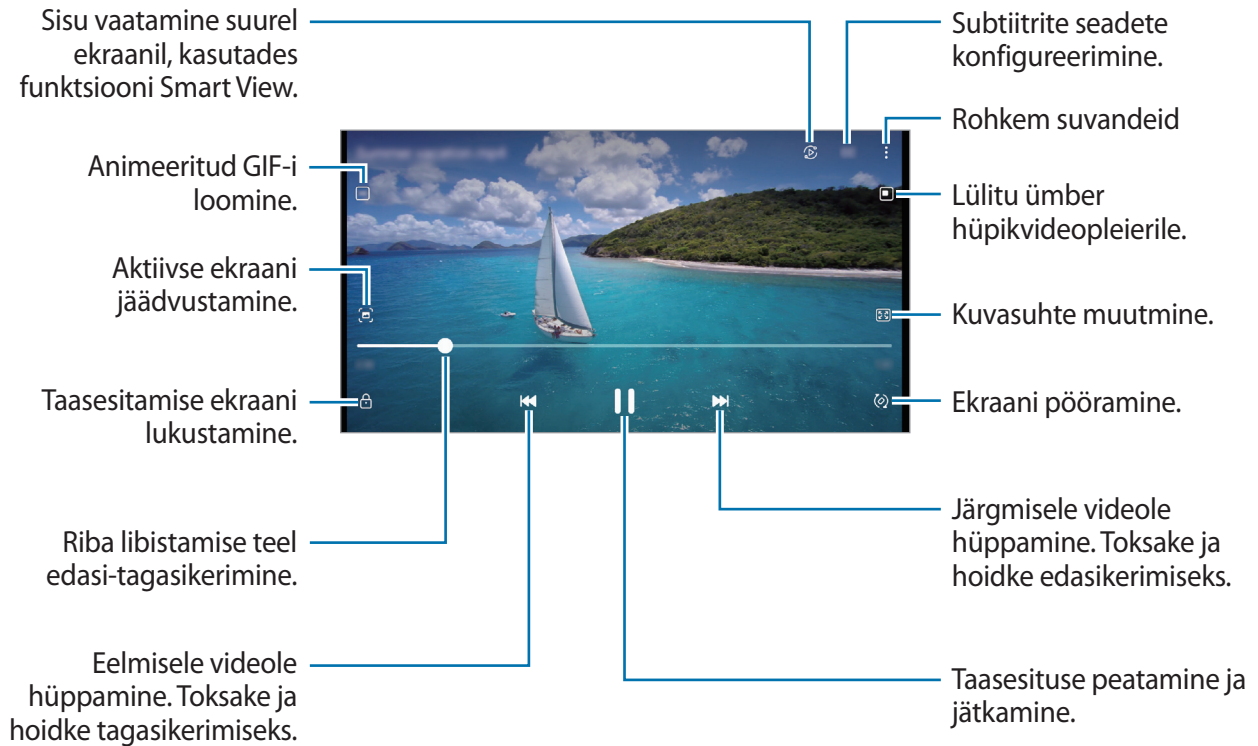 Sisu vaatamine suurel
ekraanil, kasutades
funktsiooni Smart View.
Animeeritud GIF-i
loomine.
Aktiivse ekraani
jäädvustamine.
Taasesitamise ekraani
lukustamine.
Riba libistamise teel
edasi-tagasikerimine.
Eelmisele videole
hüppamine. Toksake ja
hoidke tagasikerimiseks.
Subtiitrite seadete
konfigureerimine.
Rohkem suvandeid
Lülitu ümber
hüpikvideopleierile.
Kuvasuhte muutmine.
Ekraani pööramine.
Järgmisele videole
hüppamine. Toksake ja
hoidke edasikerimiseks.
Taasesituse peatamine ja
jätkamine.